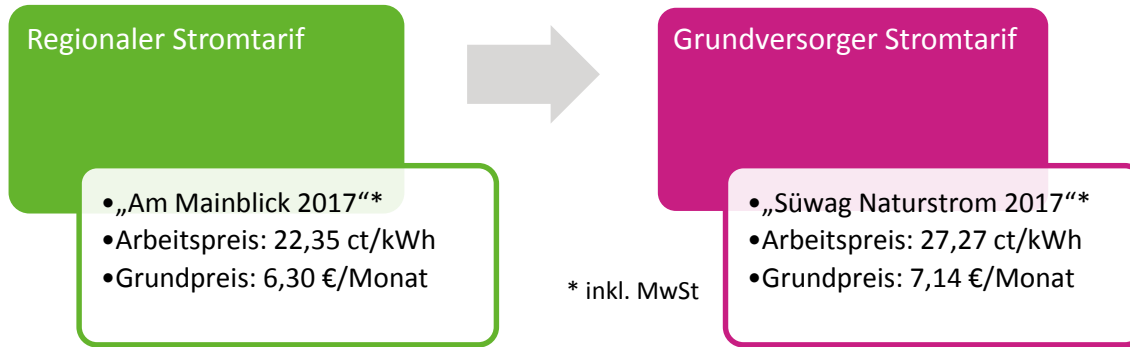 Regionaler Stromtarif
•„Am Mainblick 2017“*
•Arbeitspreis: 22,35 ct/kWh
•Grundpreis: 6,30 €/Monat
* inkl. MwSt
Grundversorger Stromtarif
•„Süwag Naturstrom 2017“*
•Arbeitspreis: 27,27 ct/kWh
•Grundpreis: 7,14 €/Monat